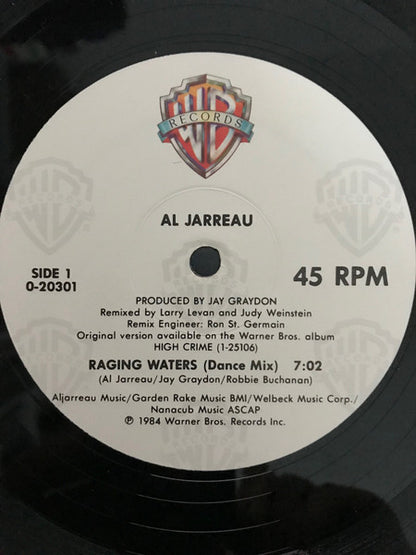 WB
RECORDS
AL JARREAU
SIDE 1
0-20301
45 RPM
PRODUCED BY JAY GRAYDON
Remixed by Larry Levan and Judy Weinstein
Remix Engineer: Ron St. Germain
Original version available on the Warner Bros. album
HIGH CRIME (1-25106)
RAGING WATERS (Dance Mix) 7:02
(Al Jarreau/Jay Graydon/Robbie Buchanan)
Aljarreau Music/Garden Rake Music BMI/Welbeck Music Corp./
Nanacub Music ASCAP
℗ 1984 Warner Bros. Records Inc.